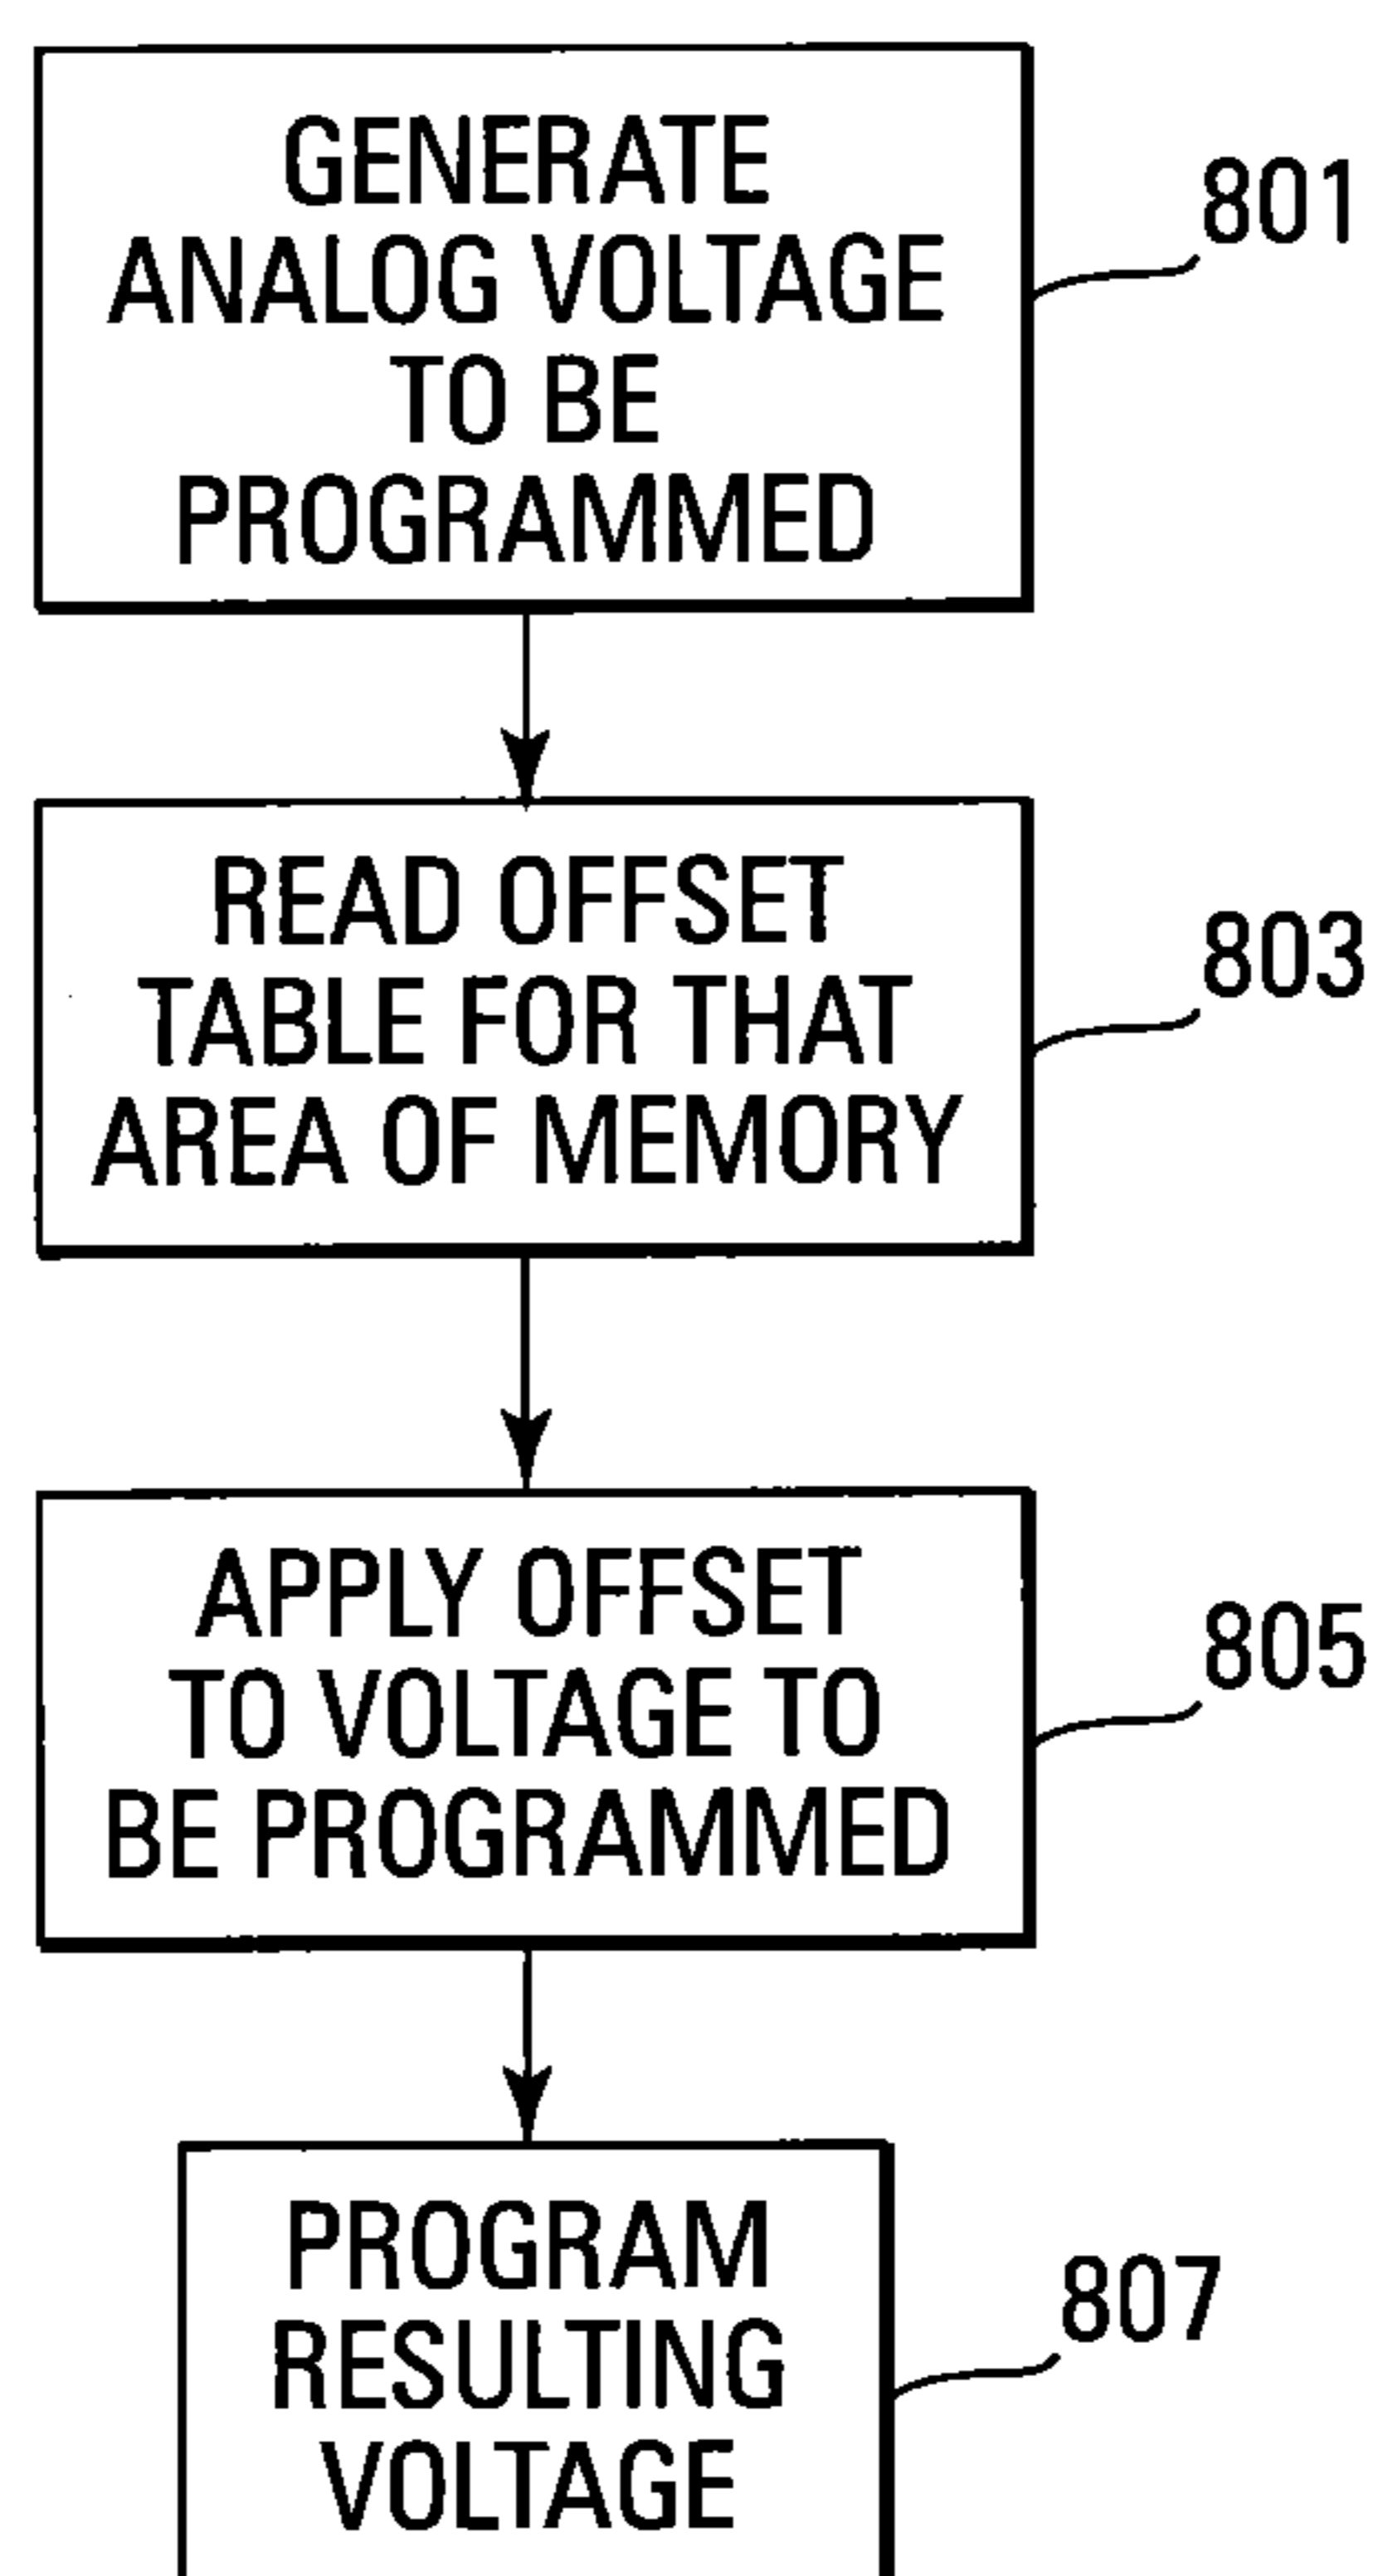 GENERATE
ANALOG VOLTAGE
TO BE
PROGRAMMED
801
READ OFFSET
TABLE FOR THAT
AREA OF MEMORY
803
APPLY OFFSET
TO VOLTAGE TO
BE PROGRAMMED
805
PROGRAM
RESULTING
VOLTAGE
807